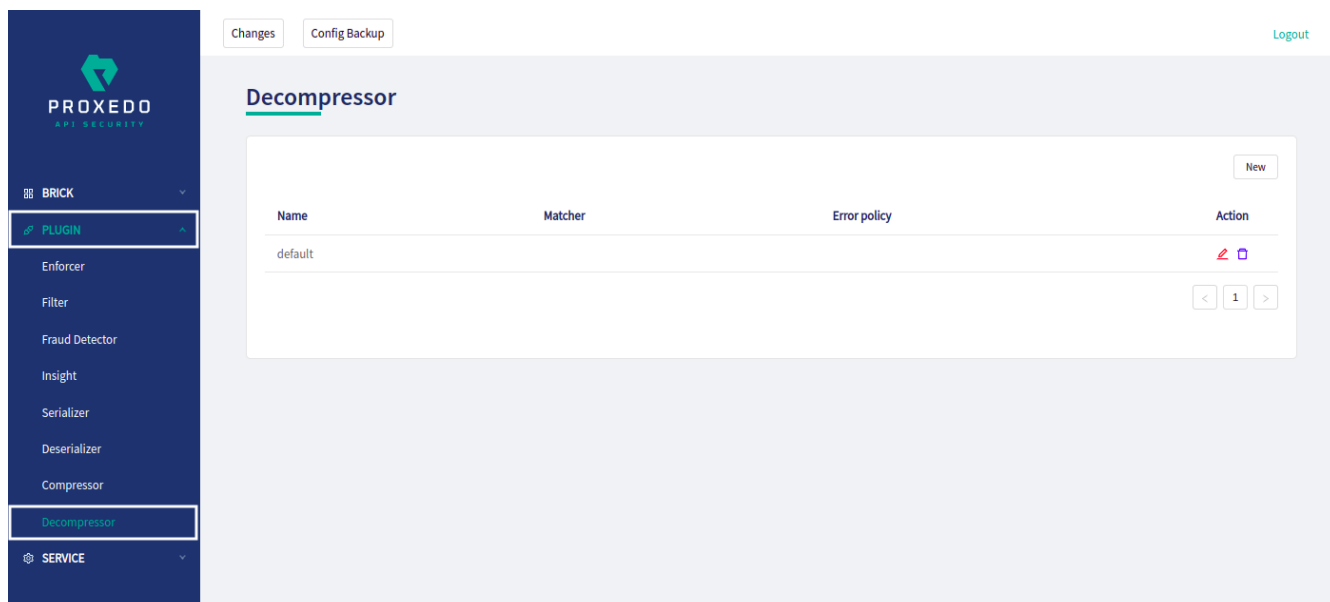 Changes Config Backup Logout
PROXEDO
API SECURITY
Decompressor
New
BRICK
PLUGIN
Enforcer
Filter
Fraud Detector
Insight
Serializer
Deserializer
Compressor
Decompressor
SERVICE
Name Matcher Error policy Action
default
< 1 >